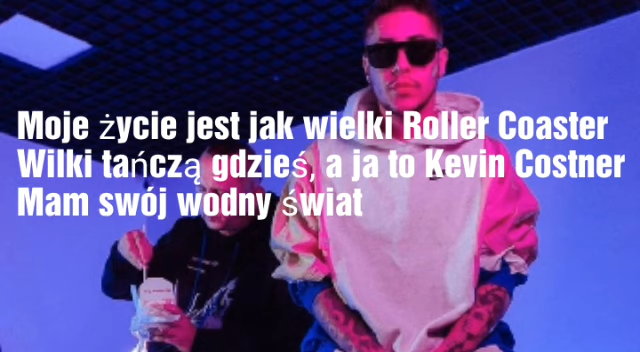 Moje życie jest jak wielki Roller Coaster
Wilki tańczą gdzieś, a ja to Kevin Costner
Mam swój wodny świat